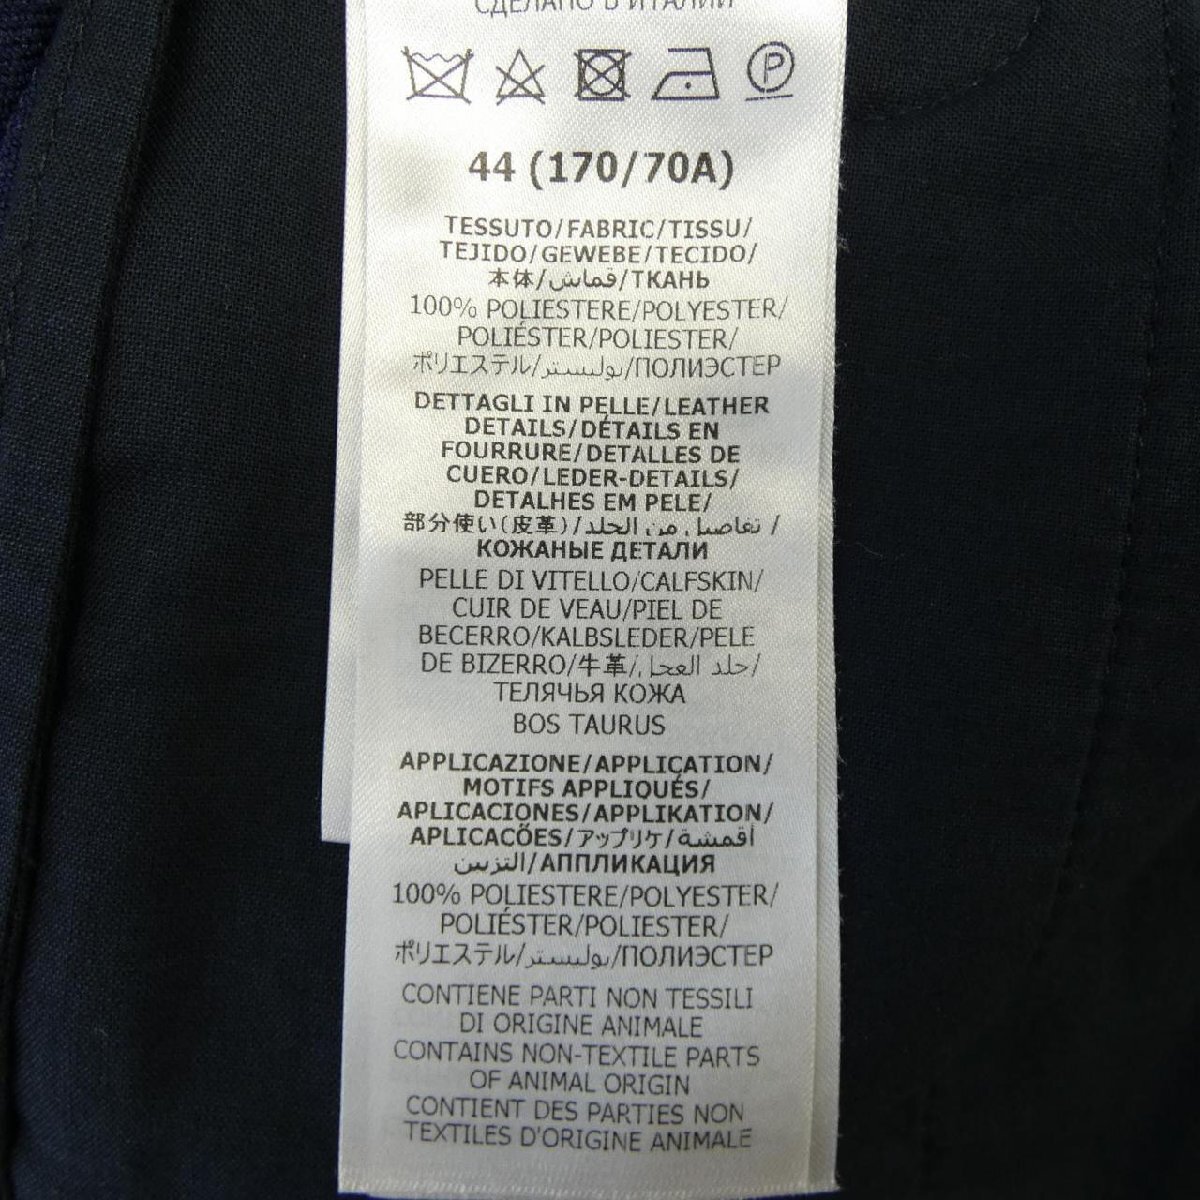 СДЕЛАНО В ИТАЛИИ
P
44 (170/70A)
TESSUTO/FABRIC/TISSU/
TEJIDO/GEWEBE/TECIDO/
本体/قماش/ТКАНЬ
100% POLIESTERE/POLYESTER/
POLIÉSTER/POLIESTER/
ポリエステル/بوليستر/ПОЛИЭСТЕР
DETTAGLI IN PELLE/LEATHER
DETAILS/DÉTAILS EN
FOURRURE/DETALLES DE
CUERO/LEDER-DETAILS/
DETALHES EM PELE/
部分使い(皮革)/تفاصيل من الجلد /
КОЖАНЫЕ ДЕТАЛИ
PELLE DI VITELLO/CALFSKIN/
CUIR DE VEAU/PIEL DE
BECERRO/KALBSLEDER/PELE
DE BIZERRO/牛革/جلد العجل/
ТЕЛЯЧЬЯ КОЖА
BOS TAURUS
APPLICAZIONE/APPLICATION/
MOTIFS APPLIQUÉS/
APLICACIONES/APPLIKATION/
APLICACÕES/アップリケ/أقمشة
التزيين/АППЛИКАЦИЯ
100% POLIESTERE/POLYESTER/
POLIÉSTER/POLIESTER/
ポリエステル/بوليستر/ПОЛИЭСТЕР
CONTIENE PARTI NON TESSILI
DI ORIGINE ANIMALE
CONTAINS NON-TEXTILE PARTS
OF ANIMAL ORIGIN
CONTIENT DES PARTIES NON
TEXTILES D'ORIGINE ANIMALE